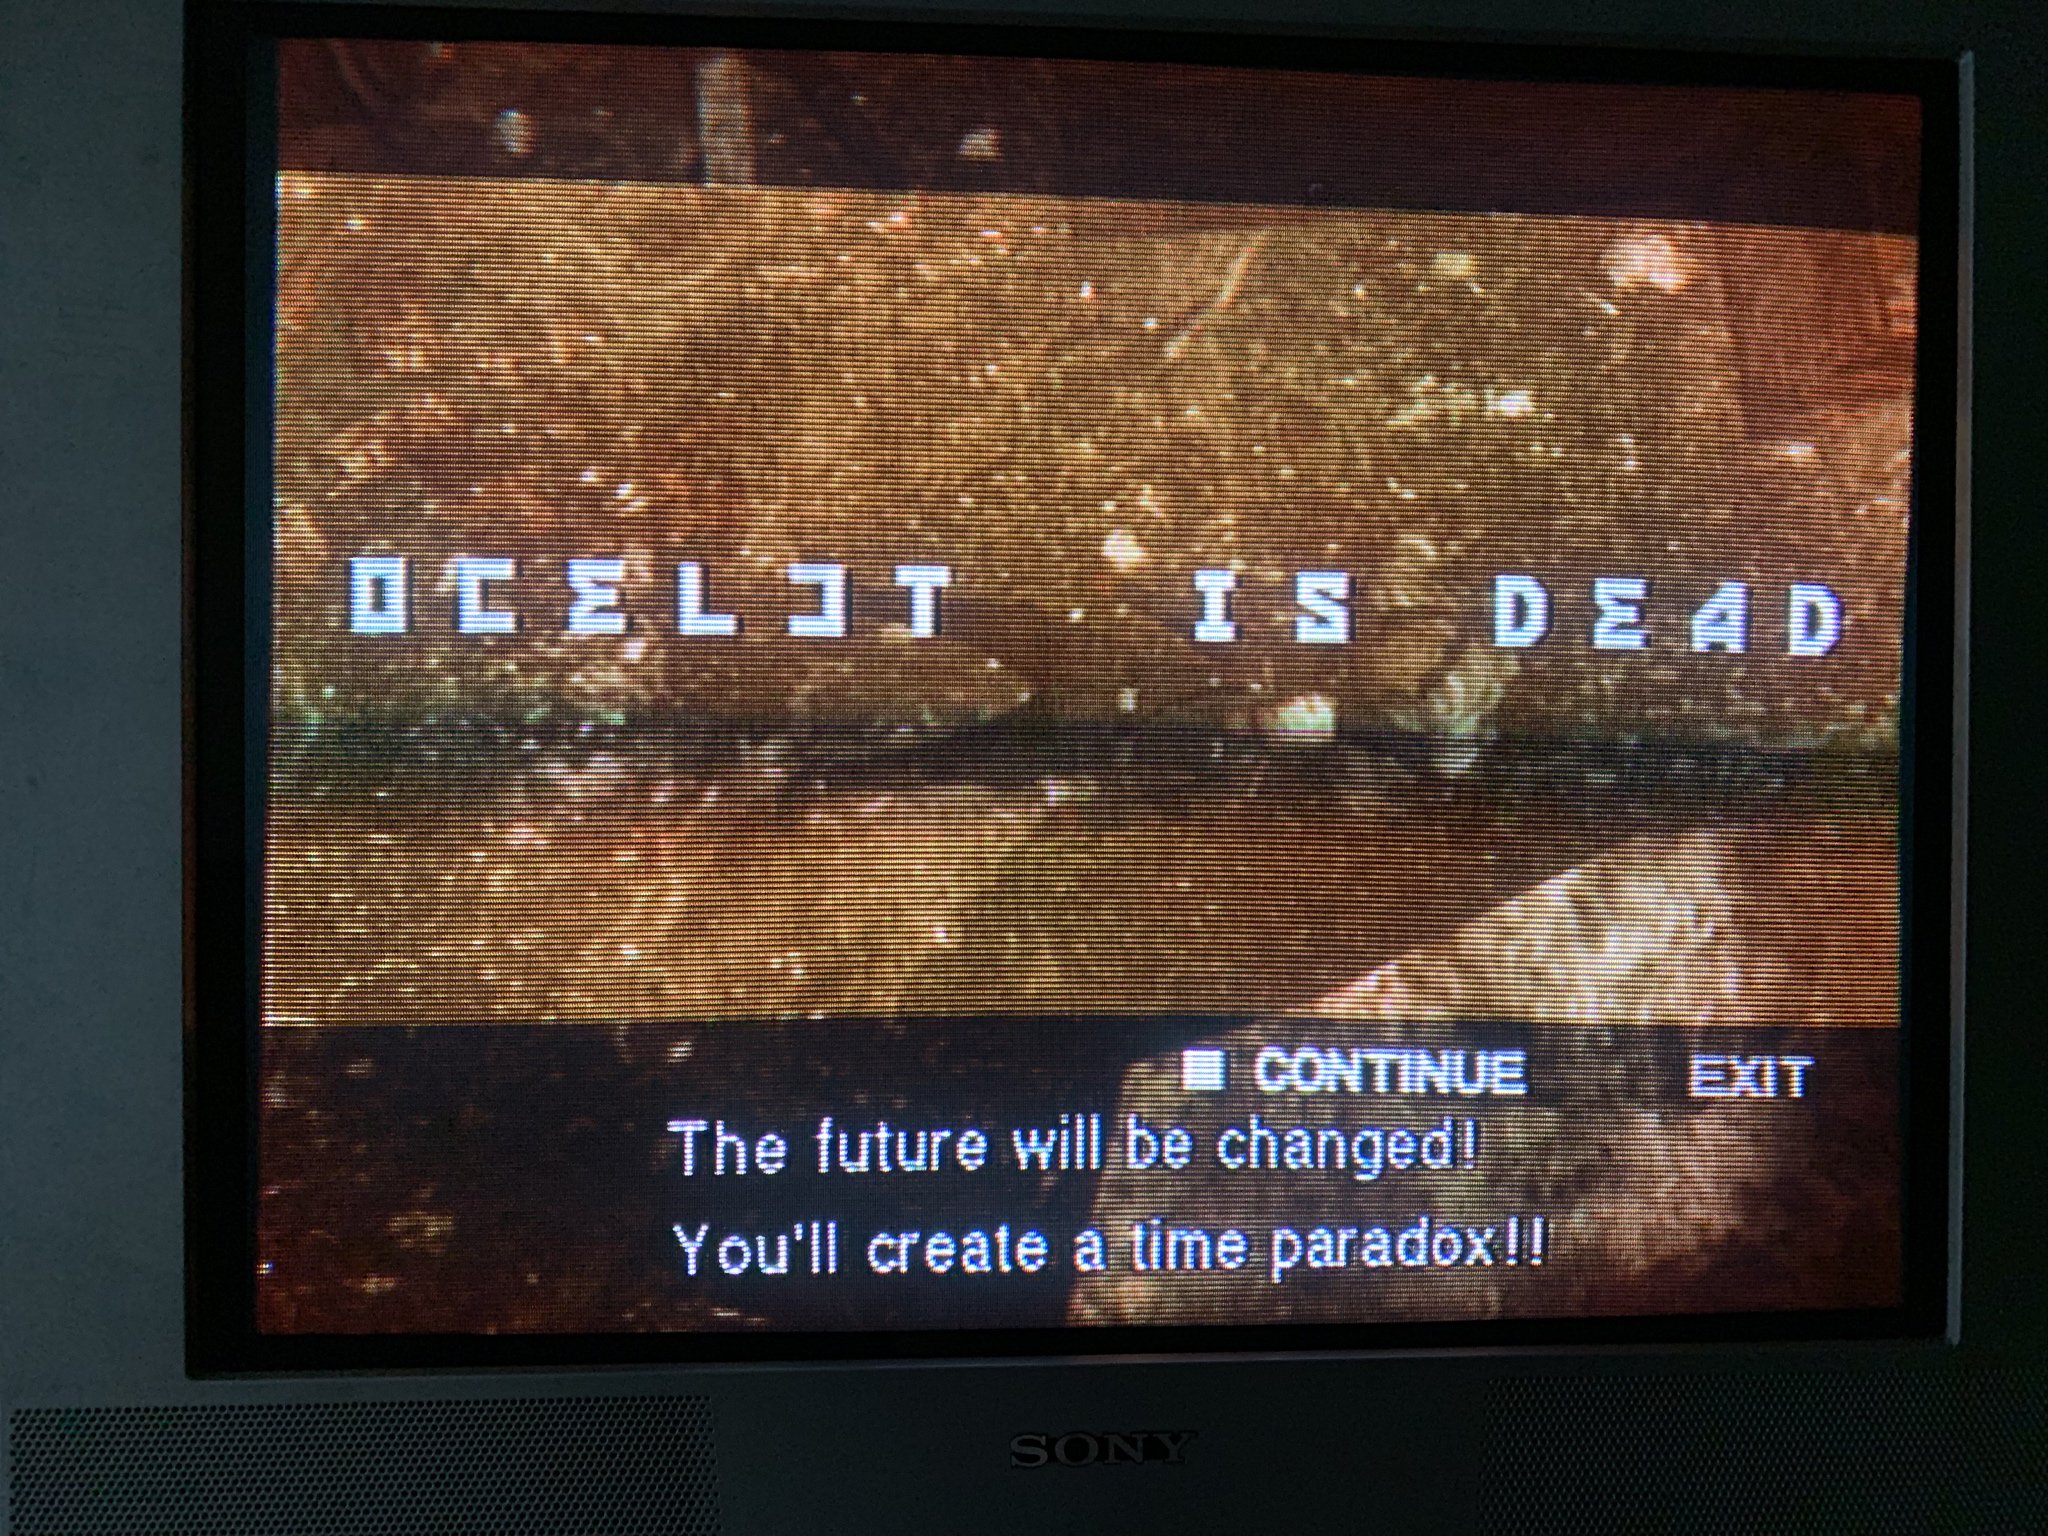 OCELOT IS DEAD
CONTINUE EXIT
The future will be changed!
You'll create a time paradox!!
SONY